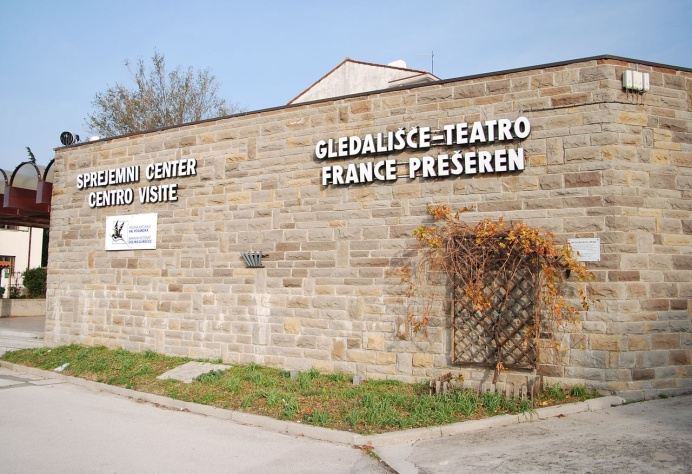 SPREJEMNI CENTER
CENTRO VISITE
GLEDALIŠČE-TEATRO
FRANCE PREŠEREN